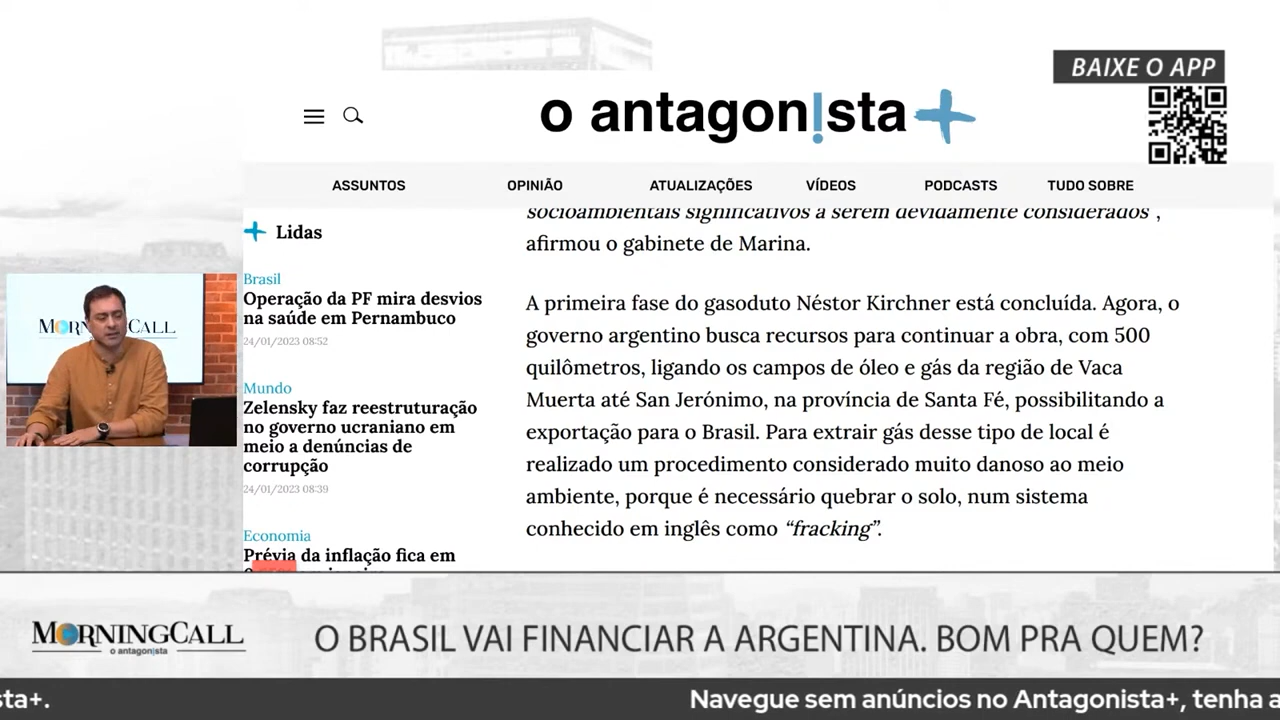 BAIXE O APP
o antagon!sta+
ASSUNTOS OPINIÃO ATUALIZAÇÕES VÍDEOS PODCASTS TUDO SOBRE
socioambientais significativos a serem devidamente considerados”,
afirmou o gabinete de Marina.
A primeira fase do gasoduto Néstor Kirchner está concluída. Agora, o
governo argentino busca recursos para continuar a obra, com 500
quilômetros, ligando os campos de óleo e gás da região de Vaca
Muerta até San Jerónimo, na província de Santa Fé, possibilitando a
exportação para o Brasil. Para extrair gás desse tipo de local é
realizado um procedimento considerado muito danoso ao meio
ambiente, porque é necessário quebrar o solo, num sistema
conhecido em inglês como “fracking”.
+ Lidas
Brasil
Operação da PF mira desvios
na saúde em Pernambuco
24/01/2023 08:52
Mundo
Zelensky faz reestruturação
no governo ucraniano em
meio a denúncias de
corrupção
24/01/2023 08:39
Economia
Prévia da inflação fica em
MORNINGCALL
MORNINGCALL
o antagon!sta
O BRASIL VAI FINANCIAR A ARGENTINA. BOM PRA QUEM?
sta+. Navegue sem anúncios no Antagonista+, tenha a